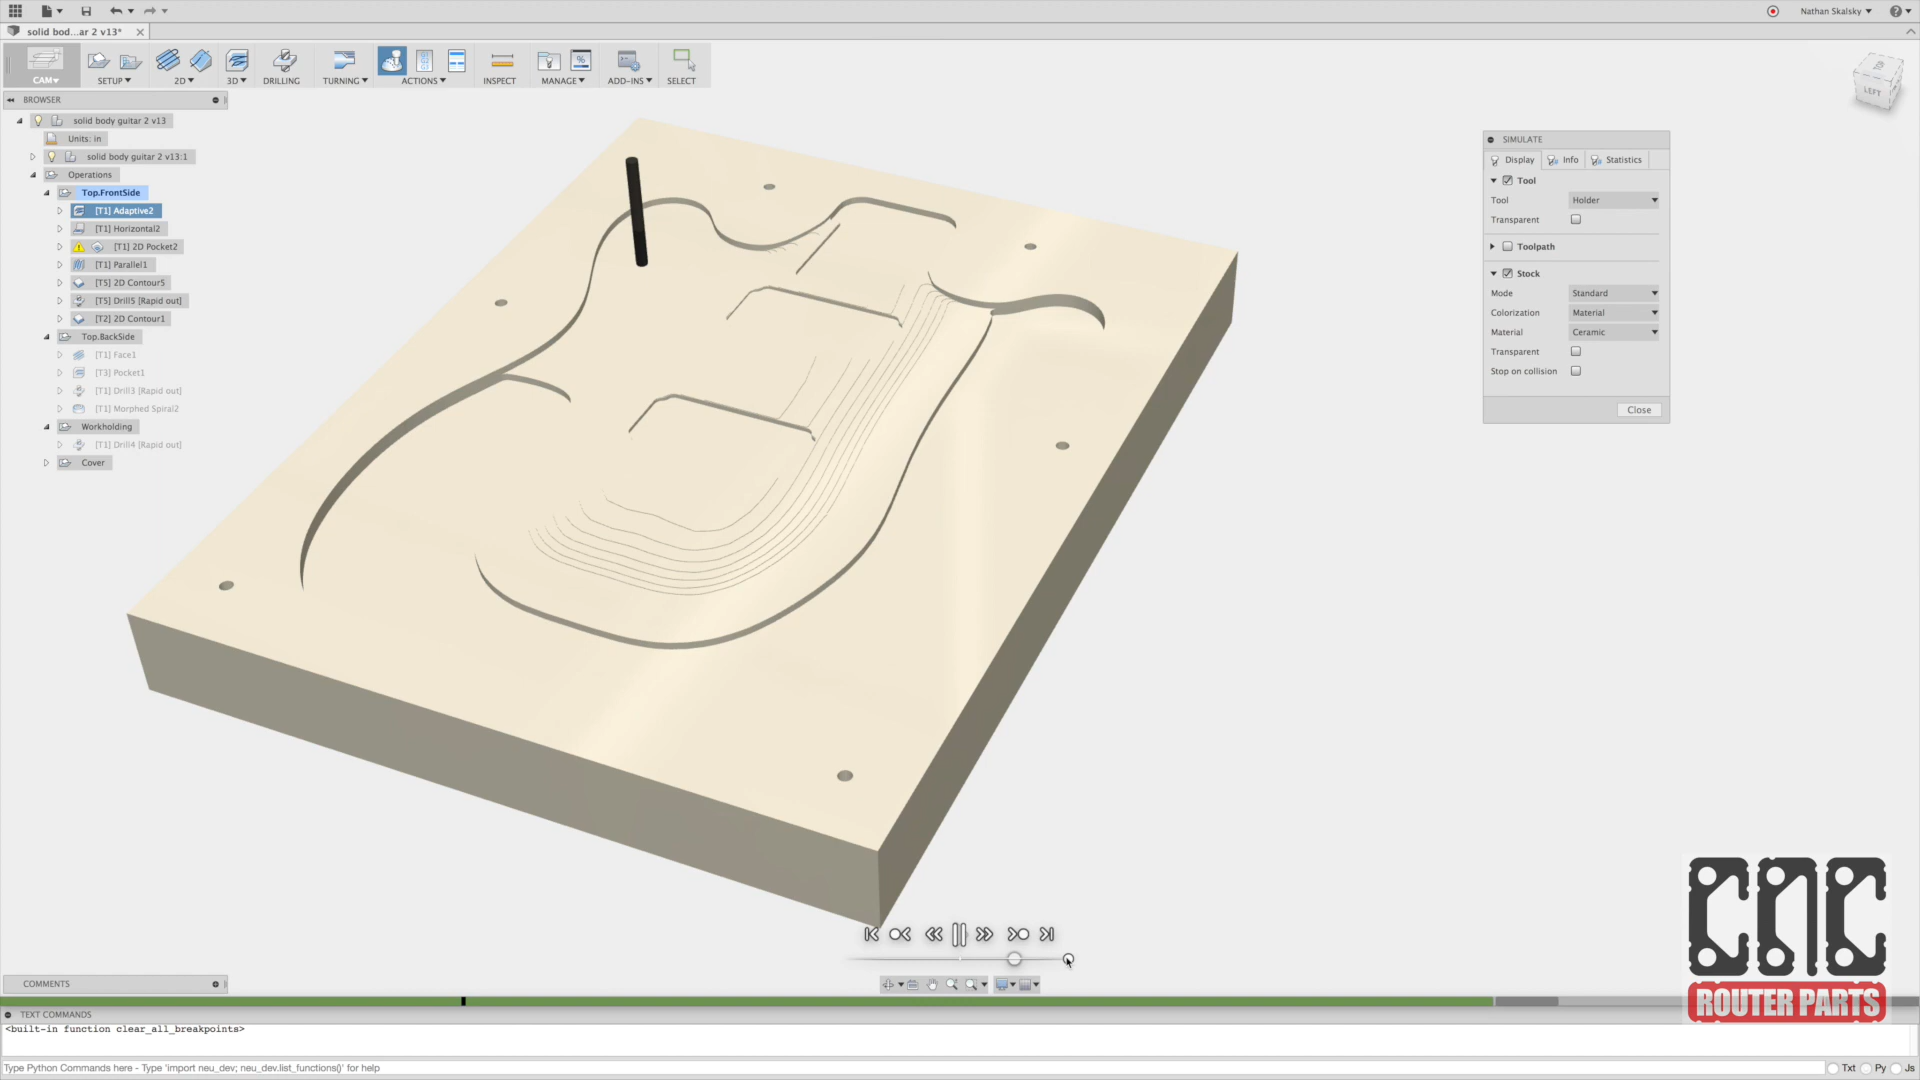 Nathan Skalsky
solid bod...ar 2 v13*
CAM
SETUP
2D
3D
DRILLING
TURNING
ACTIONS
INSPECT
MANAGE
ADD-INS
SELECT
BROWSER
solid body guitar 2 v13
Units: in
solid body guitar 2 v13:1
Operations
Top.FrontSide
[T1] Adaptive2
[T1] Horizontal2
[T1] 2D Pocket2
[T1] Parallel1
[T5] 2D Contour5
[T5] Drill5 [Rapid out]
[T2] 2D Contour1
Top.BackSide
[T1] Face1
[T3] Pocket1
[T1] Drill3 [Rapid out]
[T1] Morphed Spiral2
Workholding
[T1] Drill4 [Rapid out]
Cover
LEFT
SIMULATE
Display Info Statistics
Tool
Tool Holder
Transparent
Toolpath
Stock
Mode Standard
Colorization Material
Material Ceramic
Transparent
Stop on collision
Close
CNC
ROUTER PARTS
COMMENTS
TEXT COMMANDS
<built-in function clear_all_breakpoints>
Type Python Commands here - Type 'import neu_dev; neu_dev.list_functions()' for help
Txt Py Js